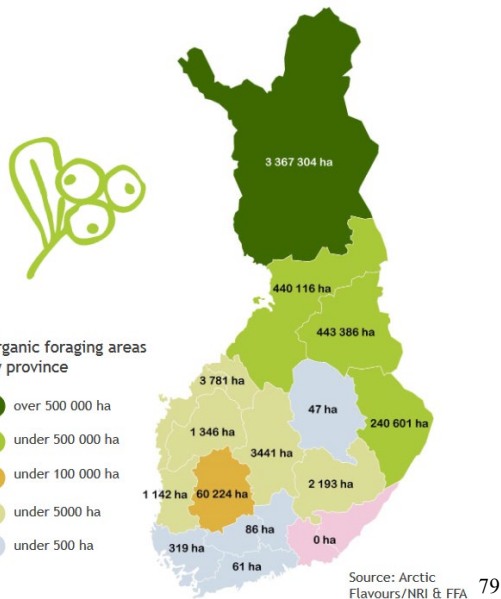 3 367 304 ha
440 116 ha
443 386 ha
rganic foraging areas
province
over 500 000 ha
under 500 000 ha
under 100 000 ha
under 5000 ha
under 500 ha
3 781 ha
47 ha
240 601 ha
1 346 ha
3441 ha
2 193 ha
1 142 ha
60 224 ha
86 ha
0 ha
319 ha
61 ha
Source: Arctic
Flavours/NRI & FFA
79